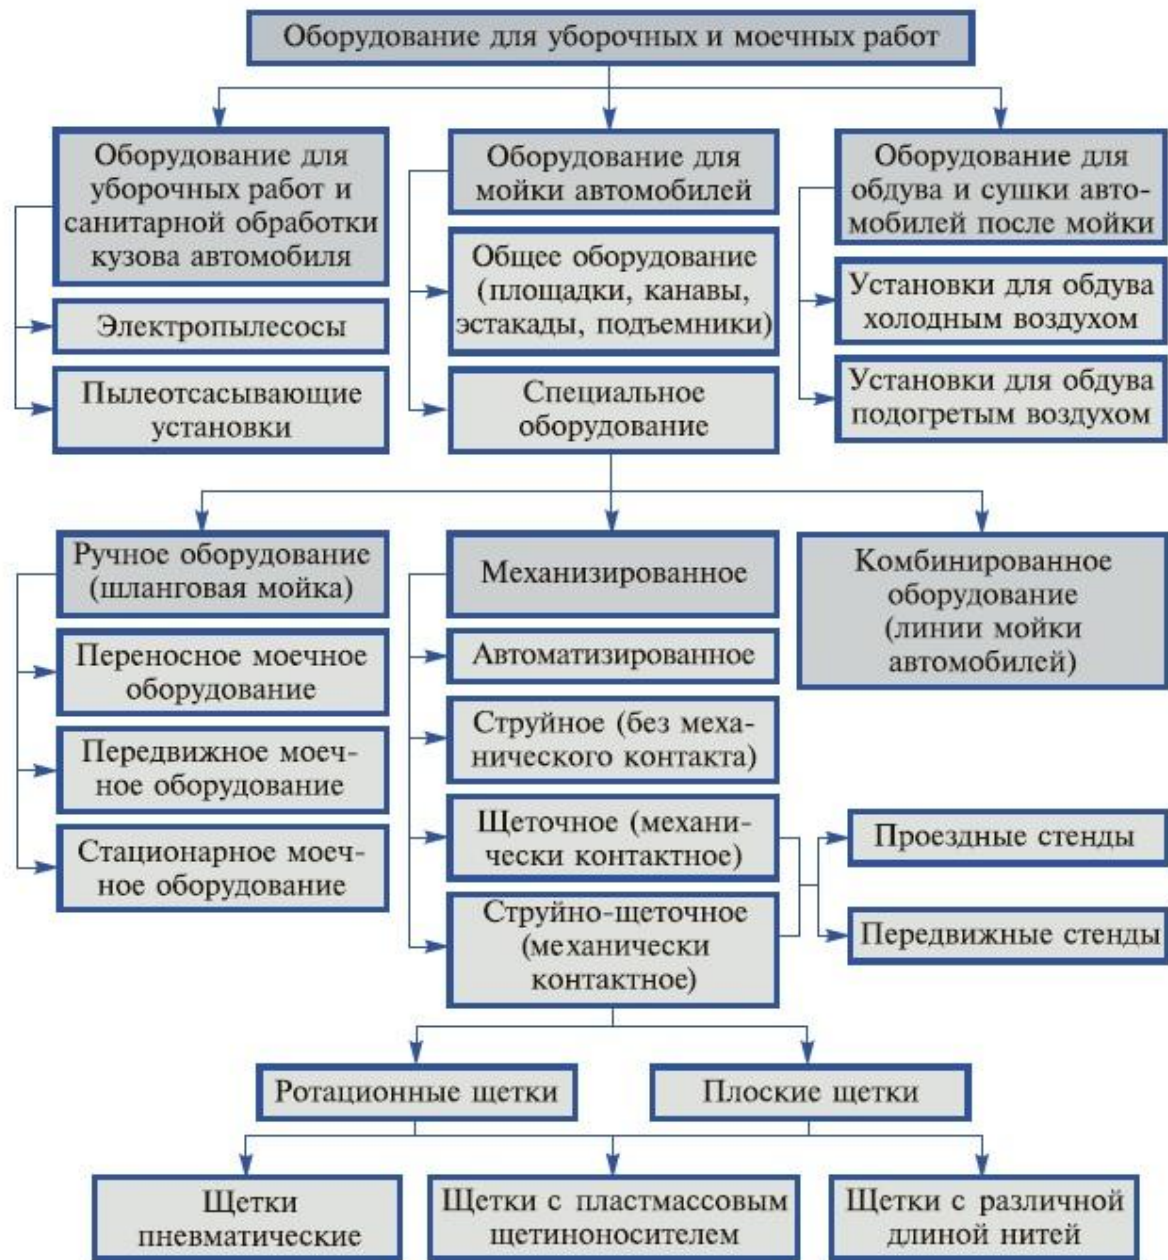 Оборудование для уборочных и моечных работ
Оборудование для
уборочных работ и
санитарной обработки
кузова автомобиля
Электропылесосы
Пылеотсасывающие
установки
Оборудование для
мойки автомобилей
Общее оборудование
(площадки, канавы,
эстакады, подъемники)
Специальное
оборудование
Оборудование для
обдува и сушки авто-
мобилей после мойки
Установки для обдува
холодным воздухом
Установки для обдува
подогретым воздухом
Ручное оборудование
(шланговая мойка)
Переносное моечное
оборудование
Передвижное моеч-
ное оборудование
Стационарное моеч-
ное оборудование
Механизированное
Автоматизированное
Струйное (без меха-
нического контакта)
Щеточное (механи-
чески контактное)
Струйно-щеточное
(механически
контактное)
Комбинированное
оборудование
(линии мойки
автомобилей)
Проездные стенды
Передвижные стенды
Ротационные щетки
Плоские щетки
Щетки
пневматические
Щетки с пластмассовым
щетиноносителем
Щетки с различной
длиной нитей